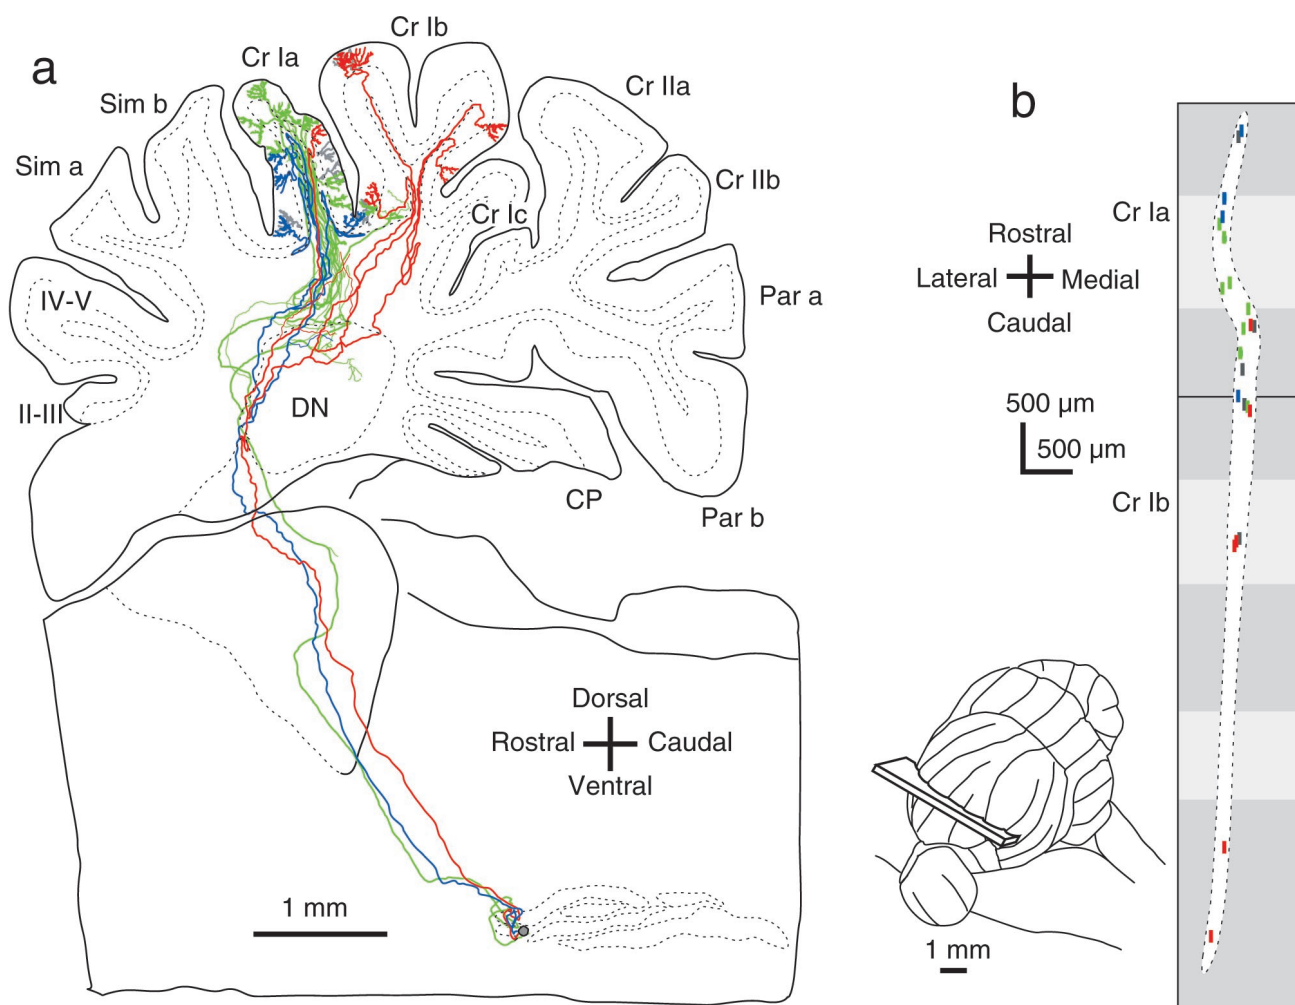 a
Cr Ia
Cr Ib
Sim b
Cr IIa
Sim a
Cr IIb
Cr Ic
IV-V
Par a
II-III
DN
CP
Par b
Dorsal
Rostral
Caudal
Ventral
1 mm
b
Cr Ia
Rostral
Lateral
Medial
Caudal
500 μm
500 μm
Cr Ib
1 mm